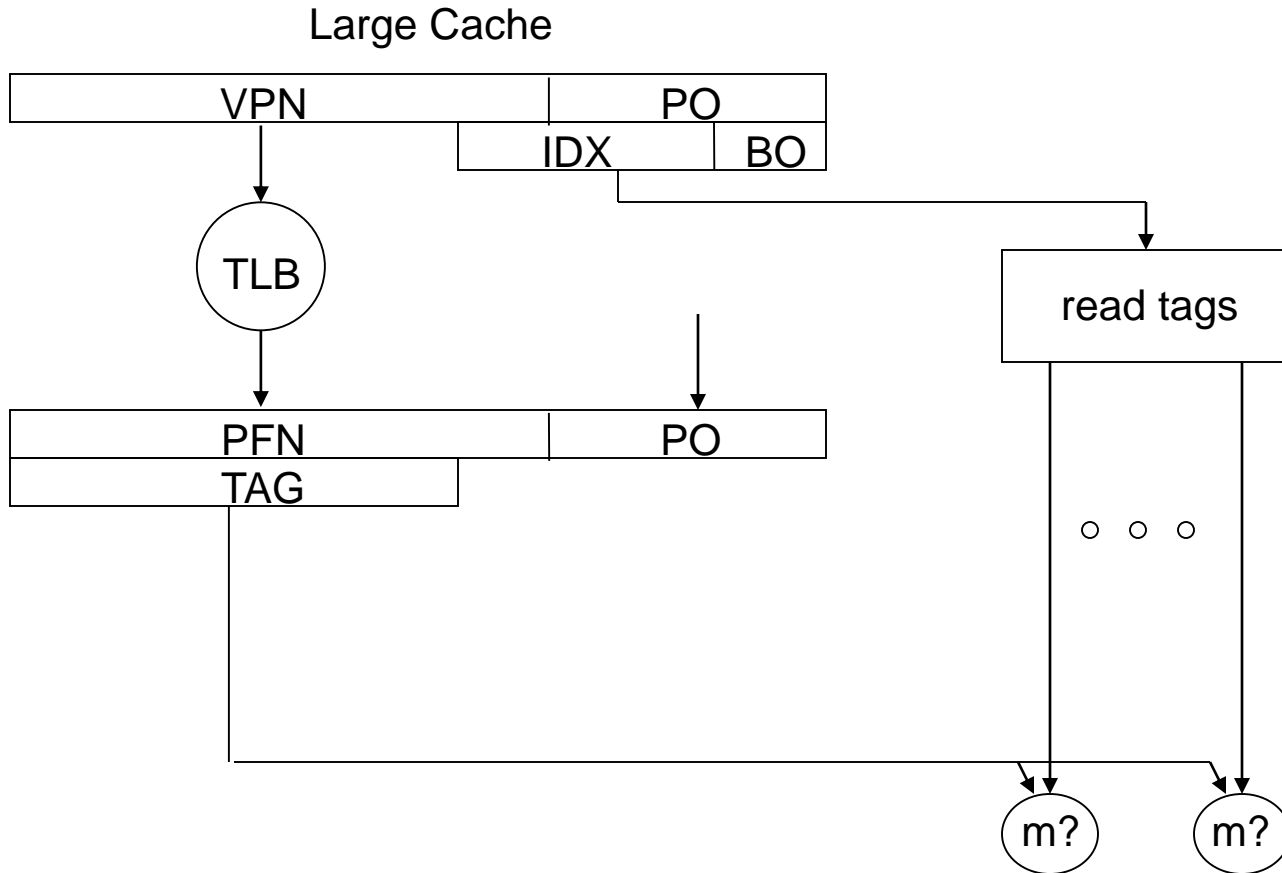 Large Cache
VPN PO
IDX BO
TLB
read tags
PFN PO
TAG
m? m?